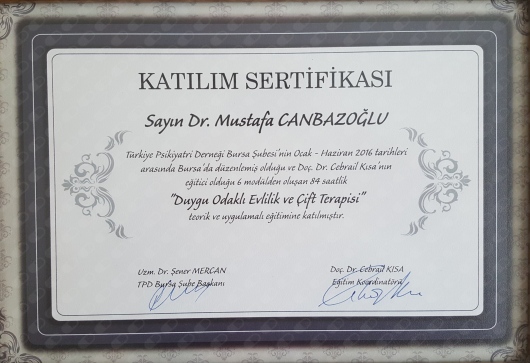 KATILIM SERTİFİKASI
Sayın Dr. Mustafa CANBAZOĞLU
Türkiye Psikiyatri Derneği Bursa Şubesi'nin Ocak - Haziran 2016 tarihleri
arasında Bursa'da düzenlemiş olduğu ve Doç. Dr. Cebrail Kısa'nın
eğitici olduğu 6 modülden oluşan 84 saatlik
"Duygu Odaklı Evlilik ve Çift Terapisi"
teorik ve uygulamalı eğitimine katılmıştır.
Uzm. Dr. Şener MERCAN
TPD Bursa Şube Başkanı
Doç. Dr. Cebrail KISA
Eğitim Koordinatörü